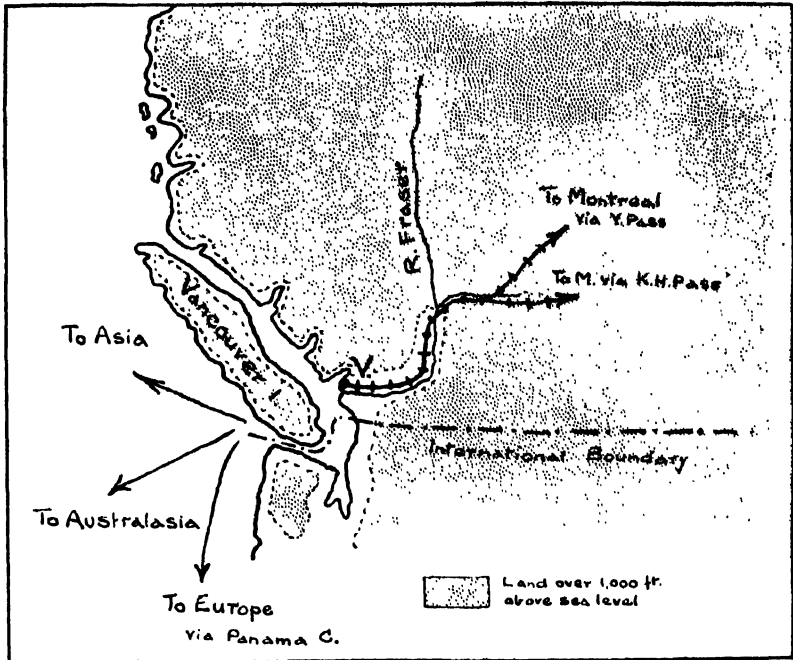 R. Fraser
To Montreal
via Y. Pass
To M. via K.H. Pass
Vancouver I.
To Asia
V
International Boundary
To Australasia
To Europe
via Panama C.
Land over 1,000 ft.
above sea level